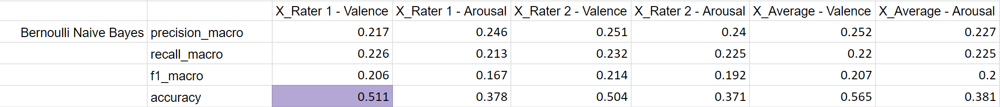 X_Rater 1 - Valence X_Rater 1 - Arousal X_Rater 2 - Valence X_Rater 2 - Arousal X_Average - Valence X_Average - Arousal
Bernoulli Naive Bayes precision_macro 0.217 0.246 0.251 0.24 0.252 0.227
recall_macro 0.226 0.213 0.232 0.225 0.22 0.225
f1_macro 0.206 0.167 0.214 0.192 0.207 0.2
accuracy 0.511 0.378 0.504 0.371 0.565 0.381